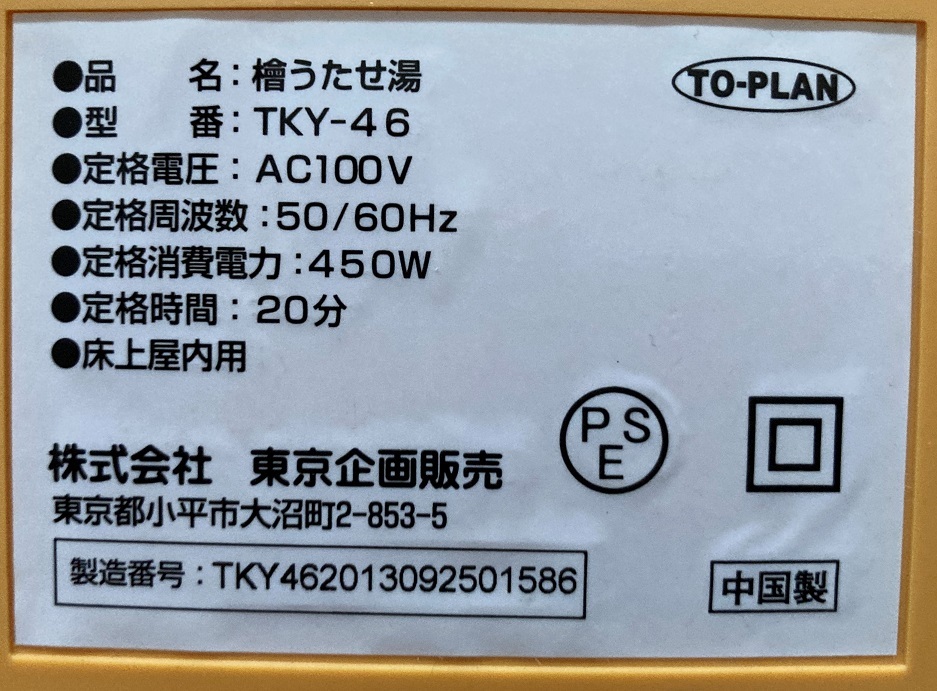 ●品　　名：檜うたせ湯
TO-PLAN
●型　　番：TKY-46
●定格電圧：AC100V
●定格周波数：50/60Hz
●定格消費電力：450W
●定格時間：20分
●床上屋内用
PSE
株式会社　東京企画販売
東京都小平市大沼町2-853-5
製造番号：TKY462013092501586
中国製